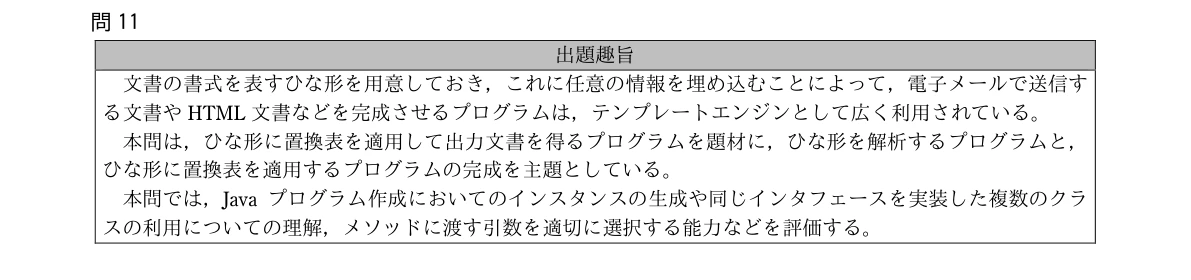 問 11
出題趣旨
文書の書式を表すひな形を用意しておき，これに任意の情報を埋め込むことによって，電子メールで送信す
る文書や HTML 文書などを完成させるプログラムは，テンプレートエンジンとして広く利用されている。
本問は，ひな形に置換表を適用して出力文書を得るプログラムを題材に，ひな形を解析するプログラムと，
ひな形に置換表を適用するプログラムの完成を主題としている。
本問では，Java プログラム作成においてのインスタンスの生成や同じインタフェースを実装した複数のクラ
スの利用についての理解，メソッドに渡す引数を適切に選択する能力などを評価する。